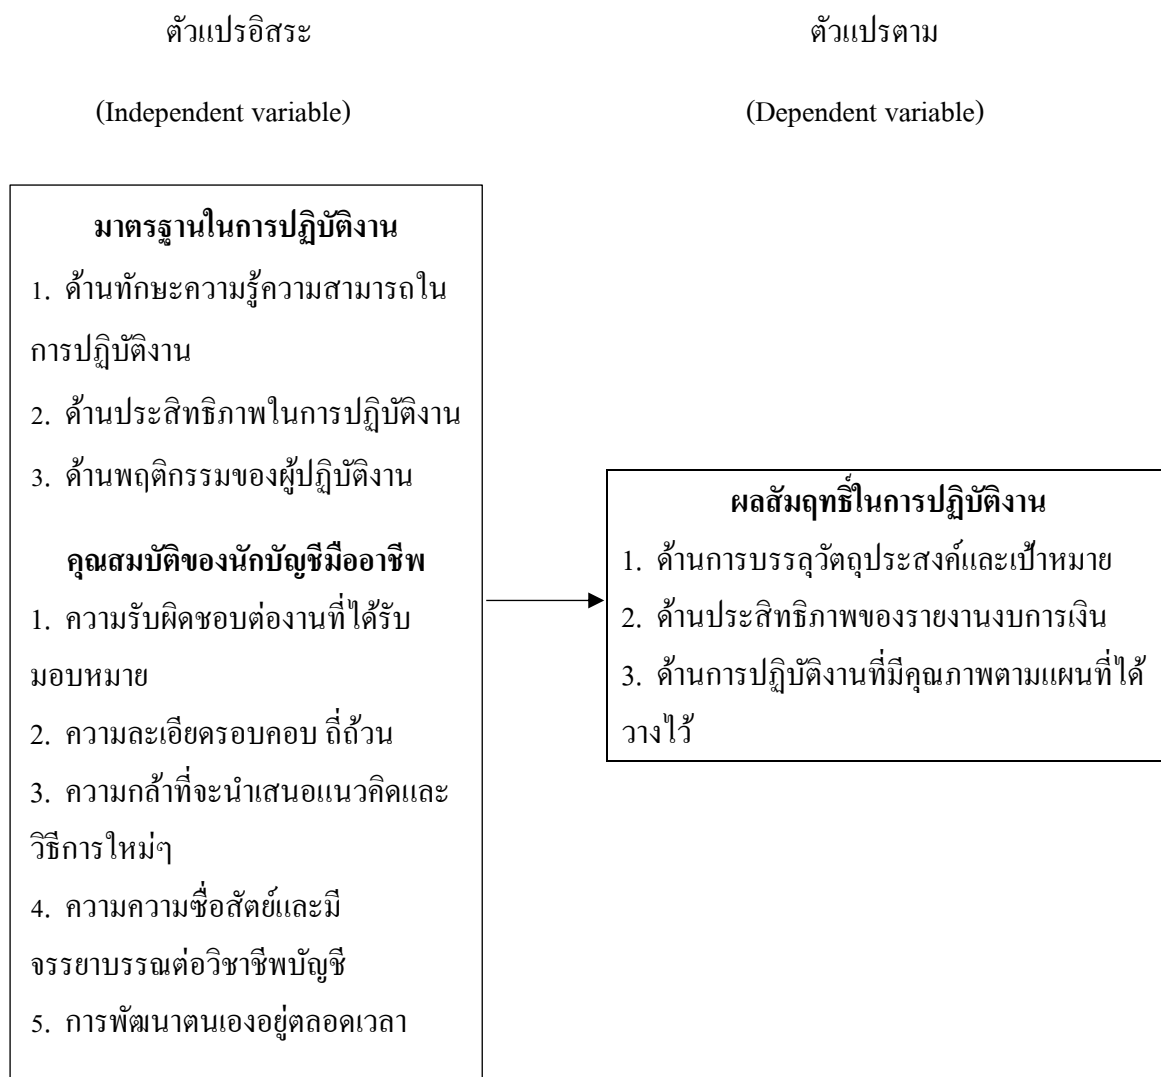 ตัวแปรอิสระ
(Independent variable)
มาตรฐานในการปฏิบัติงาน
1. ด้านทักษะความรู้ความสามารถใน
การปฏิบัติงาน
2. ด้านประสิทธิภาพในการปฏิบัติงาน
3. ด้านพฤติกรรมของผู้ปฏิบัติงาน
คุณสมบัติของนักบัญชีมืออาชีพ
1. ความรับผิดชอบต่องานที่ได้รับ
มอบหมาย
2. ความละเอียดรอบคอบ ถี่ถ้วน
3. ความกล้าที่จะนำเสนอแนวคิดและ
วิธีการใหม่ๆ
4. ความความซื่อสัตย์และมี
จรรยาบรรณต่อวิชาชีพบัญชี
5. การพัฒนาตนเองอยู่ตลอดเวลา
ตัวแปรตาม
(Dependent variable)
ผลสัมฤทธิ์ในการปฏิบัติงาน
1. ด้านการบรรลุวัตถุประสงค์และเป้าหมาย
2. ด้านประสิทธิภาพของรายงานงบการเงิน
3. ด้านการปฏิบัติงานที่มีคุณภาพตามแผนที่ได้
วางไว้